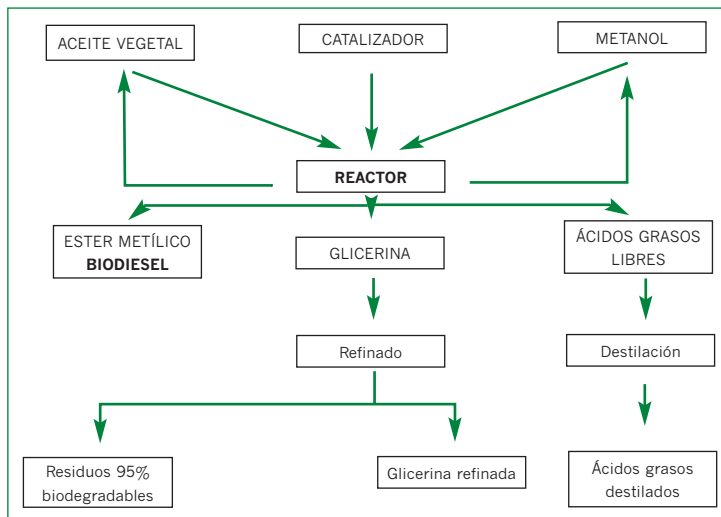 ACEITE VEGETAL
CATALIZADOR
METANOL
REACTOR
ESTER METÍLICO
BIODIESEL
GLICERINA
ÁCIDOS GRASOS
LIBRES
Refinado
Destilación
Residuos 95%
biodegradables
Glicerina refinada
Ácidos grasos
destilados